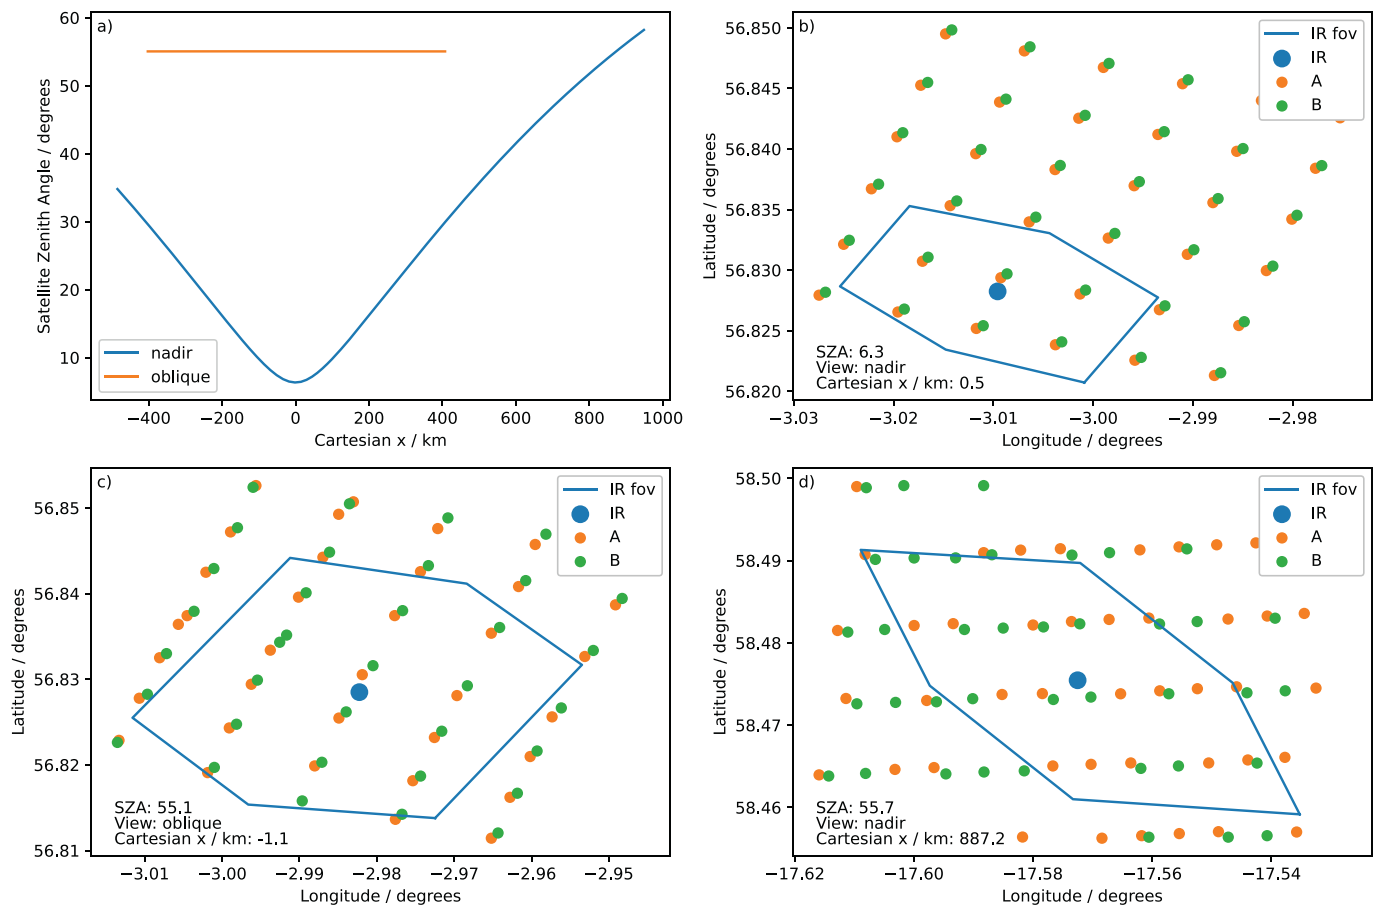 a)
60
50
40
30
20
10
Satellite Zenith Angle / degrees
nadir
oblique
−400
−200
0
200
400
600
800
1000
Cartesian x / km
b)
56.850
56.845
56.840
56.835
56.830
56.825
56.820
Latitude / degrees
IR fov
IR
A
B
SZA: 6.3
View: nadir
Cartesian x / km: 0.5
−3.03
−3.02
−3.01
−3.00
−2.99
−2.98
Longitude / degrees
c)
56.85
56.84
56.83
56.82
56.81
Latitude / degrees
IR fov
IR
A
B
SZA: 55.1
View: oblique
Cartesian x / km: -1.1
−3.01
−3.00
−2.99
−2.98
−2.97
−2.96
−2.95
Longitude / degrees
d)
58.50
58.49
58.48
58.47
58.46
Latitude / degrees
IR fov
IR
A
B
SZA: 55.7
View: nadir
Cartesian x / km: 887.2
−17.62
−17.60
−17.58
−17.56
−17.54
Longitude / degrees